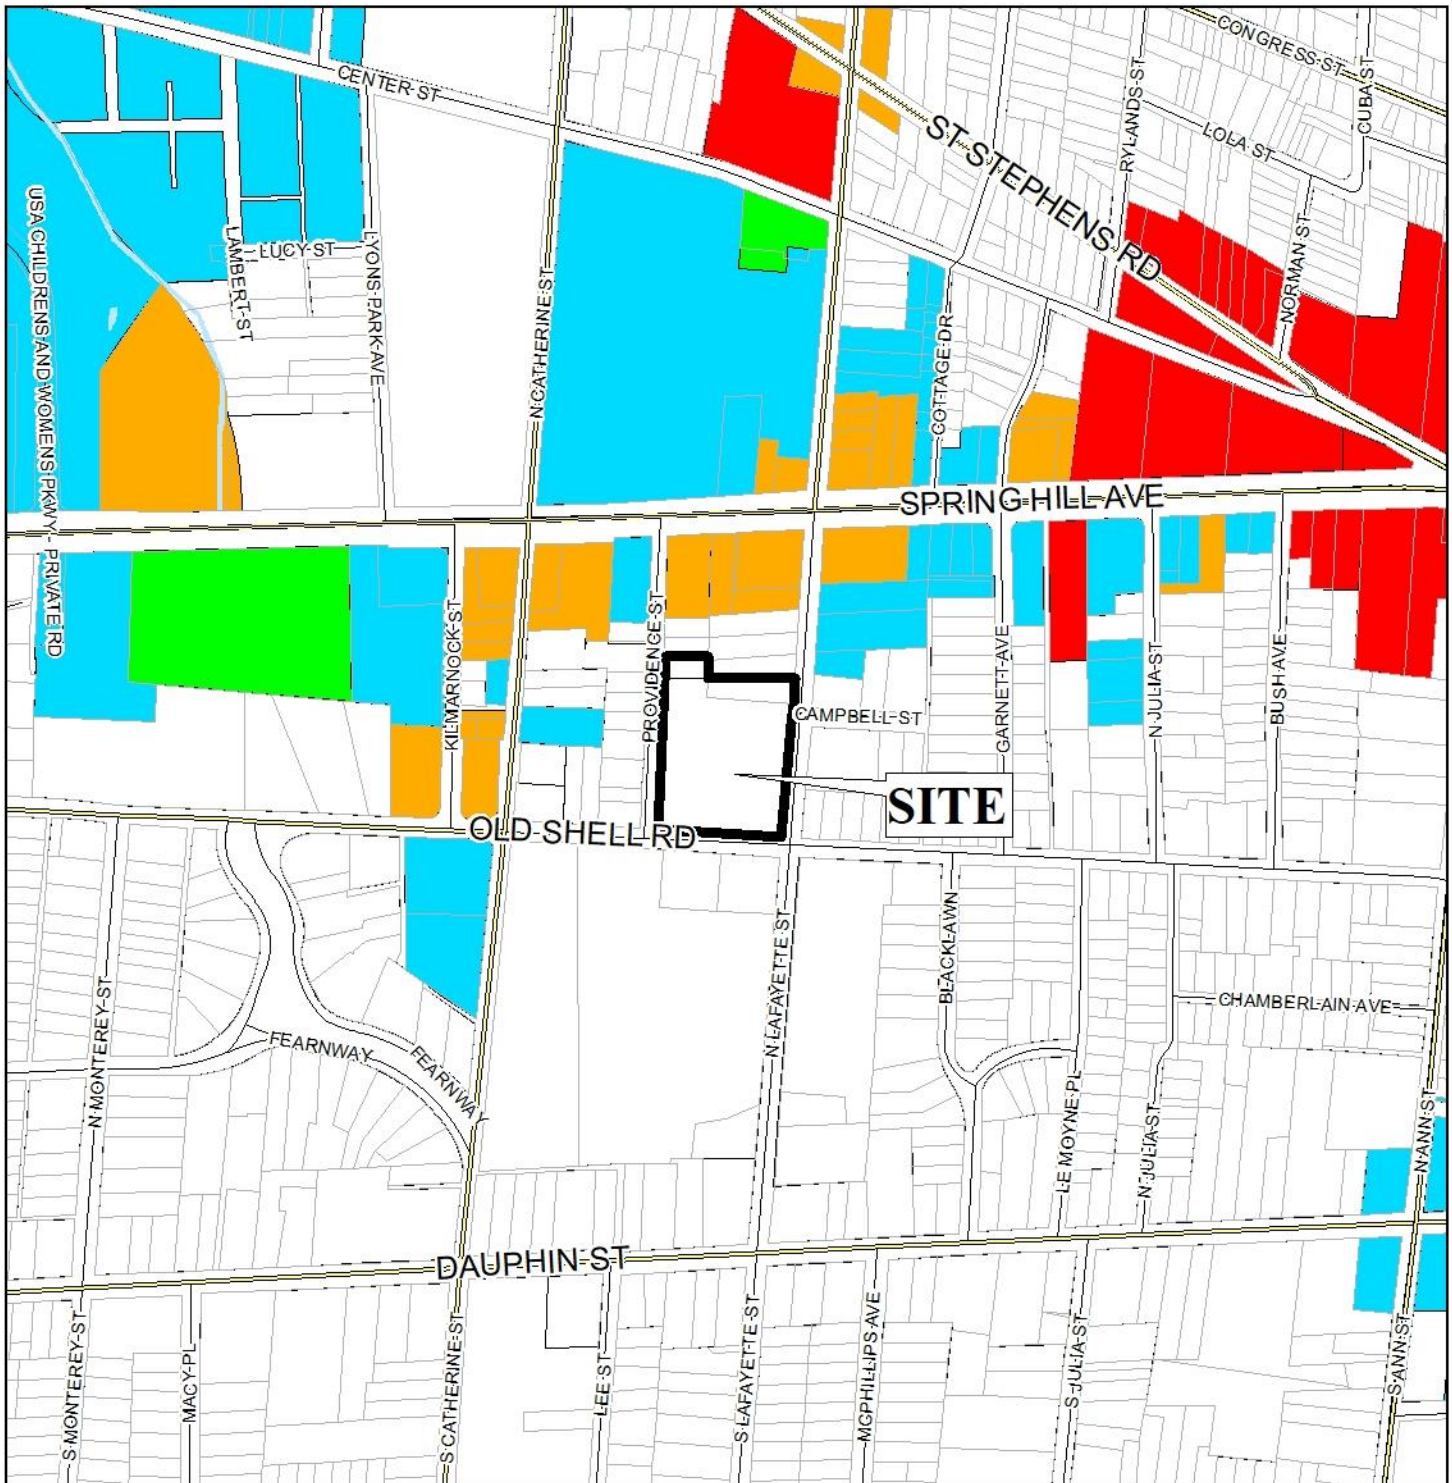 CONGRESS ST
CENTER ST
CUBA ST
RYLANDS ST
LOLA ST
ST STEPHENS RD
USA CHILDRENS AND WOMENS PKWY - PRIVATE RD
LAMBERT ST
LUCY ST
LYONS PARK AVE
N CATHERINE ST
NORMAN ST
COTTAGE DR
SPRING HILL AVE
KILMARNOCK ST
PROVIDENCE ST
GARNETT AVE
N JULIA ST
BUSH AVE
CAMPBELL ST
SITE
OLD SHELL RD
N LAFAYETTE ST
BLACKLAWN
CHAMBERLAIN AVE
N MONTEREY ST
FEARNWAY
FEARNWAY
LE MOYNE PL
N JULIA ST
N ANN ST
DAUPHIN ST
S MONTEREY ST
MACY PL
S CATHERINE ST
LEE ST
S LAFAYETTE ST
MCPHILLIPS AVE
S JULIA ST
S ANN ST